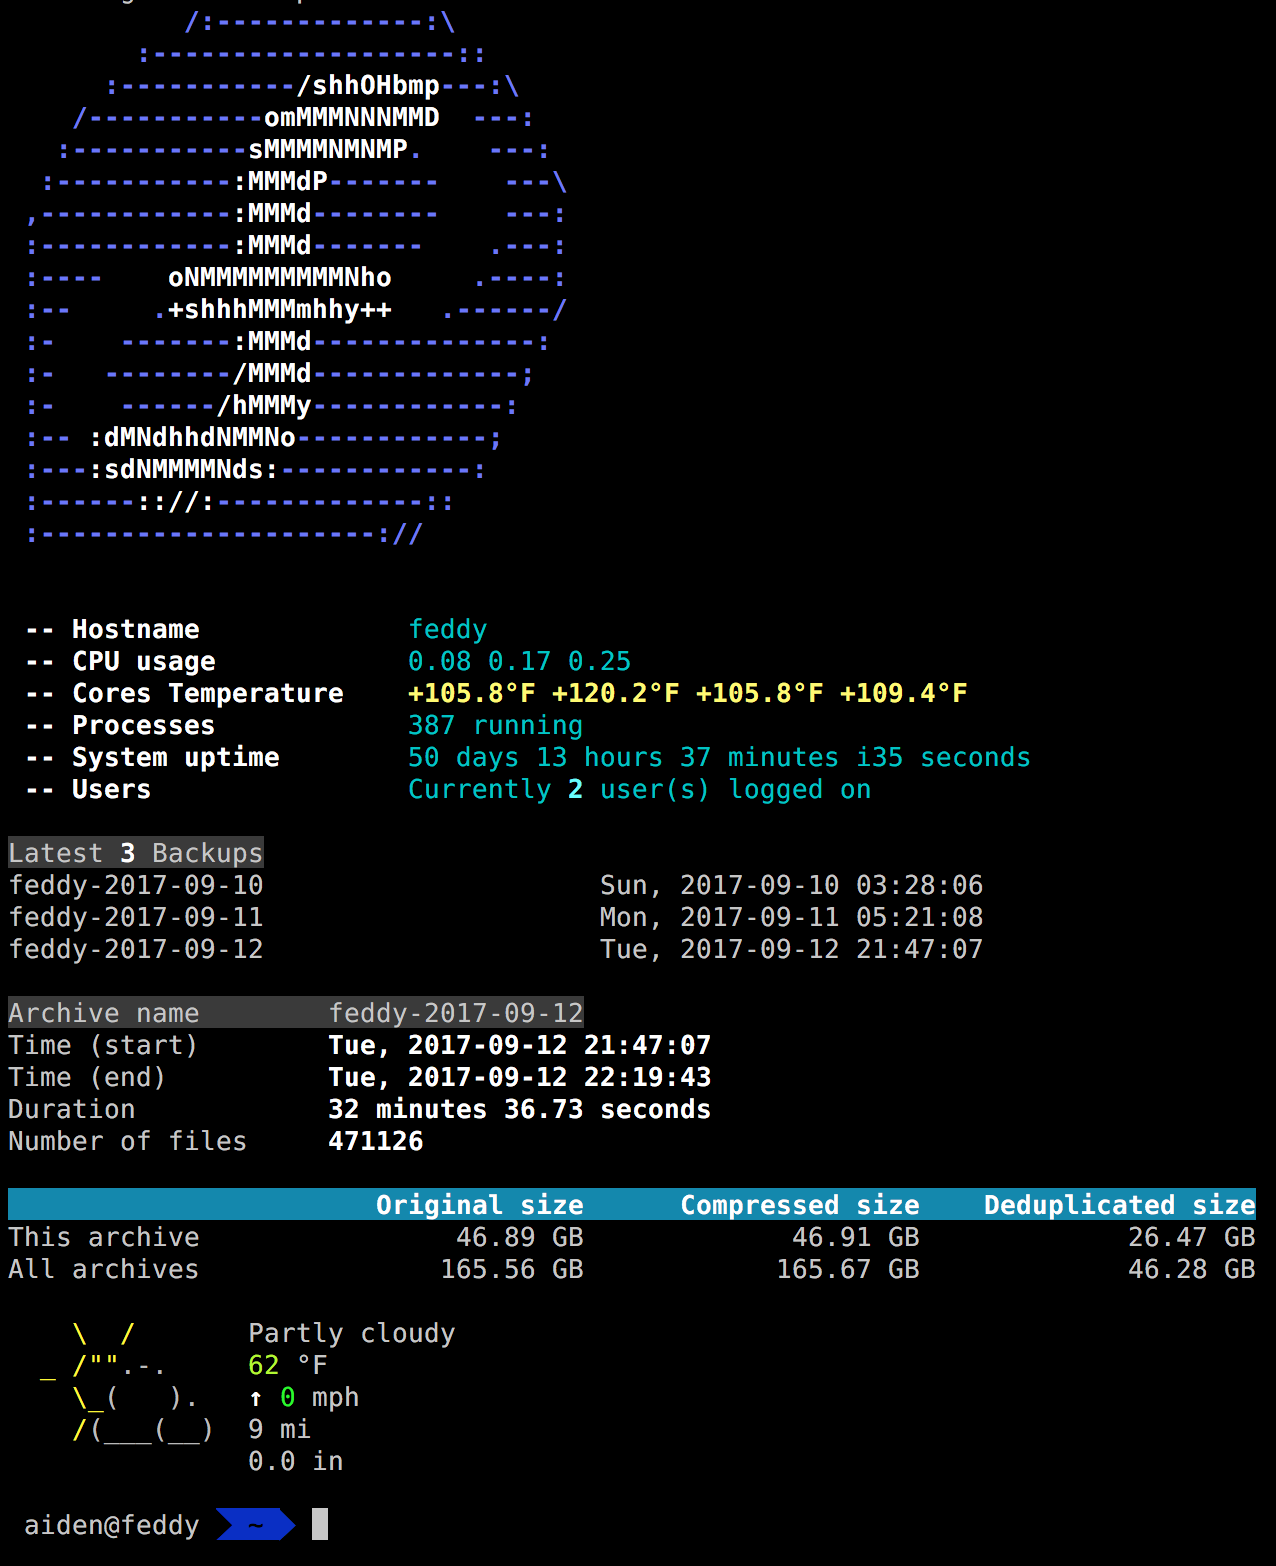 /:-------------:\
:-------------------::
:-----------/shhOHbmp---:\
/-----------omMMMNNNMMD  ---:
:-----------sMMMMNMNMP.    ---:
:-----------:MMMdP-------    ---\
,------------:MMMd--------    ---:
:------------:MMMd-------    .---:
:----    oNMMMMMMMMMNho     .----:
:--     .+shhhMMMmhhy++   .------/
:-    -------:MMMd--------------:
:-   --------/MMMd-------------;
:-    ------/hMMMy------------:
:-- :dMNdhhdNMMNo------------;
:---:sdNMMMMNds:------------:
:------:://:-------------::
:---------------------://
-- Hostname             feddy
-- CPU usage            0.08 0.17 0.25
-- Cores Temperature    +105.8°F +120.2°F +105.8°F +109.4°F
-- Processes            387 running
-- System uptime        50 days 13 hours 37 minutes i35 seconds
-- Users                Currently 2 user(s) logged on
Latest 3 Backups
feddy-2017-09-10                     Sun, 2017-09-10 03:28:06
feddy-2017-09-11                     Mon, 2017-09-11 05:21:08
feddy-2017-09-12                     Tue, 2017-09-12 21:47:07
Archive name        feddy-2017-09-12
Time (start)        Tue, 2017-09-12 21:47:07
Time (end)          Tue, 2017-09-12 22:19:43
Duration            32 minutes 36.73 seconds
Number of files     471126
Original size      Compressed size    Deduplicated size
This archive                46.89 GB             46.91 GB             26.47 GB
All archives               165.56 GB            165.67 GB             46.28 GB
\  /       Partly cloudy
_ /"".-.     62 °F
\_(   ).   ↑ 0 mph
/(___(__)  9 mi
0.0 in
aiden@feddy ~